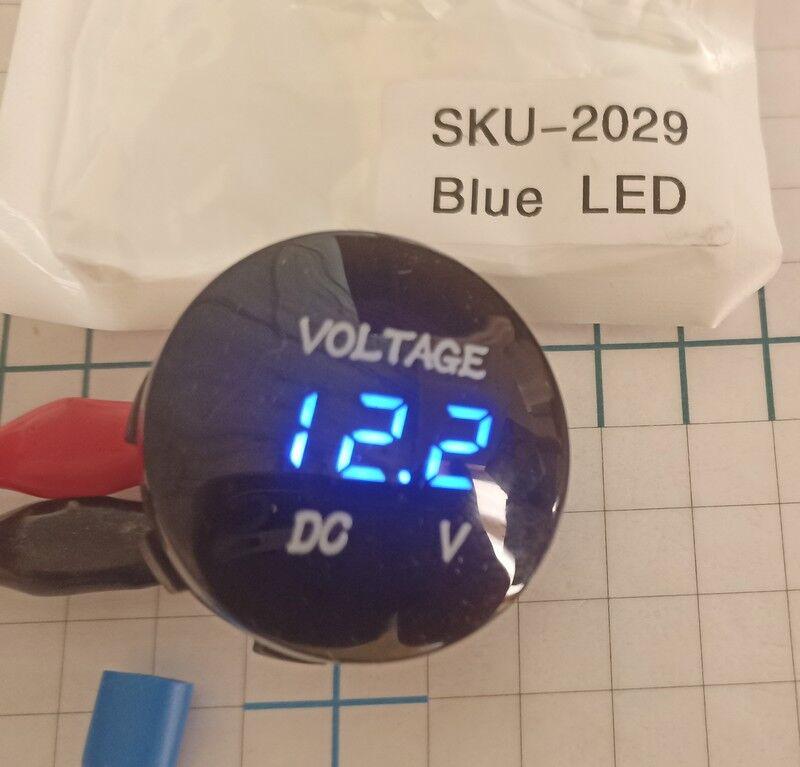 SKU-2029
Blue LED
VOLTAGE
12.2
DC V